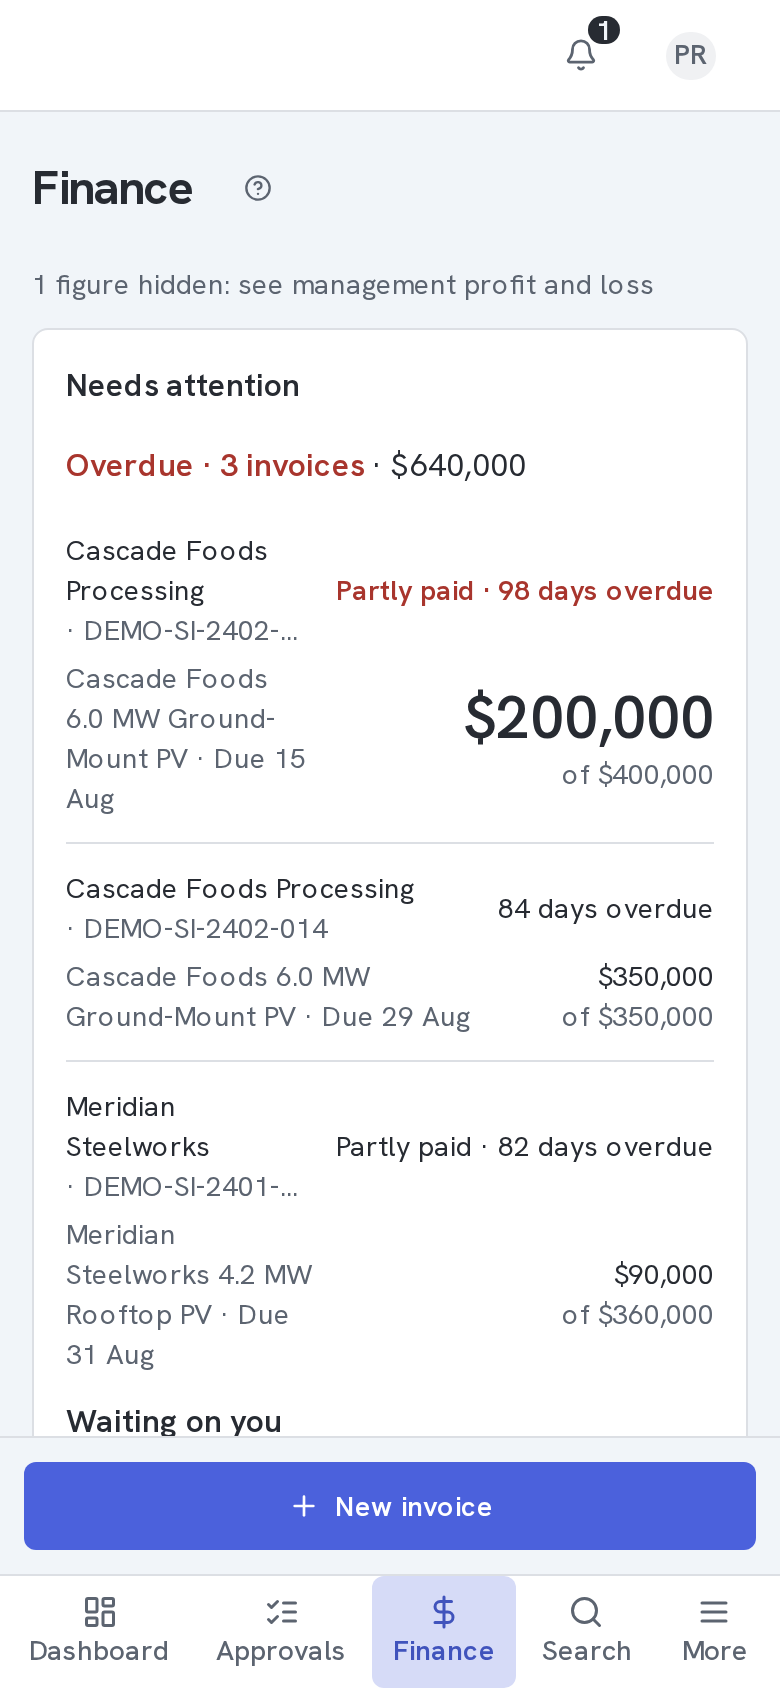 1
PR
Finance
1 figure hidden: see management profit and loss
Needs attention
Overdue · 3 invoices · $640,000
Cascade Foods
Processing
· DEMO-SI-2402-...
Partly paid · 98 days overdue
Cascade Foods
6.0 MW Ground-
Mount PV · Due 15
Aug
$200,000
of $400,000
Cascade Foods Processing
· DEMO-SI-2402-014
84 days overdue
Cascade Foods 6.0 MW
Ground-Mount PV · Due 29 Aug
$350,000
of $350,000
Meridian
Steelworks
· DEMO-SI-2401-...
Partly paid · 82 days overdue
Meridian
Steelworks 4.2 MW
Rooftop PV · Due
31 Aug
$90,000
of $360,000
Waiting on you
New invoice
Dashboard
Approvals
Finance
Search
More